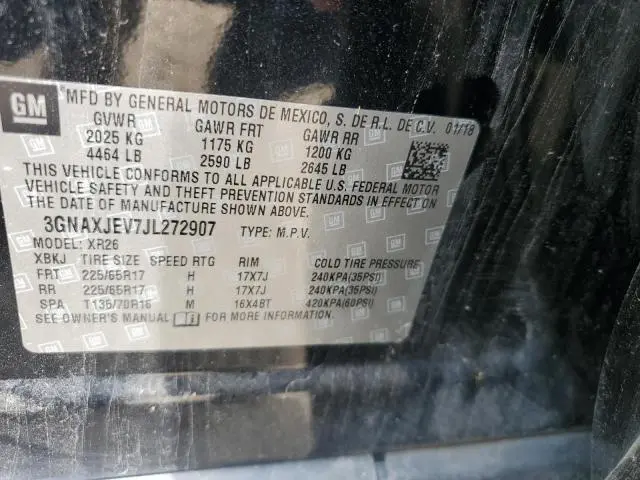 GM
MFD BY GENERAL MOTORS DE MEXICO, S. DE R.L. DE C.V. 01/18
GVWR GAWR FRT GAWR RR
2025 KG 1175 KG 1200 KG
4464 LB 2590 LB 2645 LB
THIS VEHICLE CONFORMS TO ALL APPLICABLE U.S. FEDERAL MOTOR
VEHICLE SAFETY AND THEFT PREVENTION STANDARDS IN EFFECT ON
THE DATE OF MANUFACTURE SHOWN ABOVE.
3GNAXJEV7JL272907 TYPE: M.P.V.
MODEL: XR26
XBKJ TIRE SIZE SPEED RTG RIM COLD TIRE PRESSURE
FRT 225/65R17 H 17X7J 240KPA(35PSI)
RR 225/65R17 H 17X7J 240KPA(35PSI)
SPA T135/70R16 M 16X4BT 420KPA(60PSI)
SEE OWNER'S MANUAL FOR MORE INFORMATION.